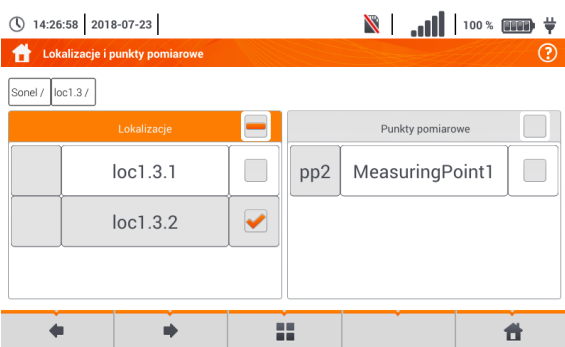 14:26:58 2018-07-23 100 %
Lokalizacje i punkty pomiarowe ?
Sonel / loc1.3 /
Lokalizacje Punkty pomiarowe
loc1.3.1 pp2 MeasuringPoint1
loc1.3.2